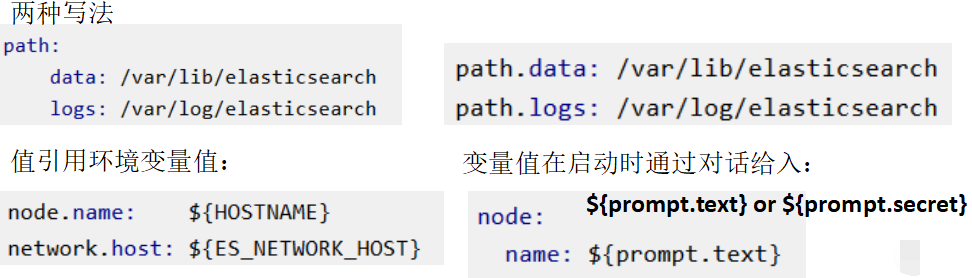 两种写法
path:
    data: /var/lib/elasticsearch
    logs: /var/log/elasticsearch
path.data: /var/lib/elasticsearch
path.logs: /var/log/elasticsearch
值引用环境变量值：
node.name:    ${HOSTNAME}
network.host: ${ES_NETWORK_HOST}
变量值在启动时通过对话给入：
${prompt.text} or ${prompt.secret}
node:
  name: ${prompt.text}